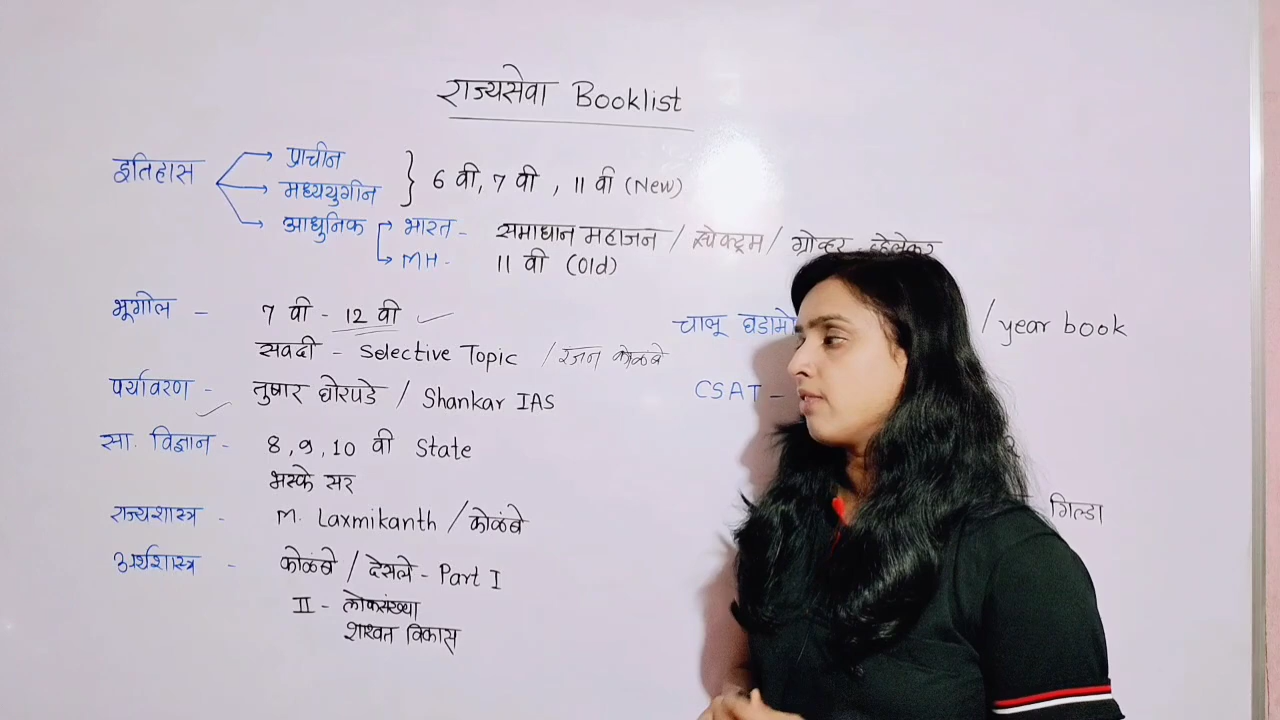 राज्यसेवा Booklist
इतिहास → प्राचीन
→ मध्ययुगीन } 6 वी, 7 वी , 11 वी (New)
→ आधुनिक → भारत - समाधान महाजन / स्पेक्ट्रम / ग्रोव्हर - बेल्हेकर
→ MH - 11 वी (Old)
भूगोल - 7 वी - 12 वी
सवदी - Selective Topic / रंजन कोळंबे
पर्यावरण - तुषार घोरपडे / Shankar IAS
सा. विज्ञान - 8, 9, 10 वी State
भस्के सर
राज्यशास्त्र - M. Laxmikanth / कोळंबे
अर्थशास्त्र - कोळंबे / देसले - Part I
II - लोकसंख्या
शाश्वत विकास
चालू / year book
CSAT -
गिल्डा